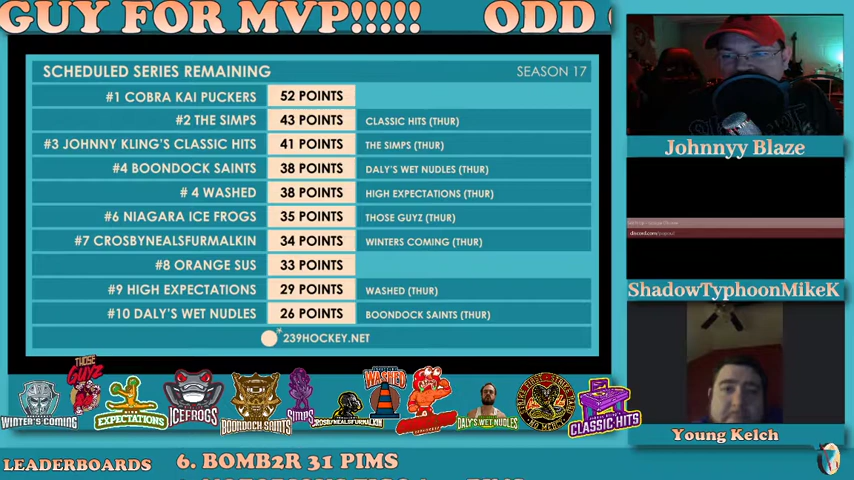 GUY FOR MVP!!!!! ODD
SCHEDULED SERIES REMAINING SEASON 17
#1 COBRA KAI PUCKERS 52 POINTS
#2 THE SIMPS 43 POINTS CLASSIC HITS (THUR)
#3 JOHNNY KLING'S CLASSIC HITS 41 POINTS THE SIMPS (THUR)
#4 BOONDOCK SAINTS 38 POINTS DALY'S WET NUDLES (THUR)
# 4 WASHED 38 POINTS HIGH EXPECTATIONS (THUR)
#6 NIAGARA ICE FROGS 35 POINTS THOSE GUYZ (THUR)
#7 CROSBYNEALSFURMALKIN 34 POINTS WINTERS COMING (THUR)
#8 ORANGE SUS 33 POINTS
#9 HIGH EXPECTATIONS 29 POINTS WASHED (THUR)
#10 DALY'S WET NUDLES 26 POINTS BOONDOCK SAINTS (THUR)
239HOCKEY.NET
Johnnyy Blaze
ShadowTyphoonMikeK
Young Kelch
WINTER'S COMING
THOSE GUYZ
EXPECTATIONS
ICEFROGS
BOONDOCK SAINTS
SIMPS
CROSBYNEALSFURMALKIN
WASHED
DALY'S WET NUDLES
CLASSIC HITS
LEADERBOARDS 6. BOMB2R 31 PIMS